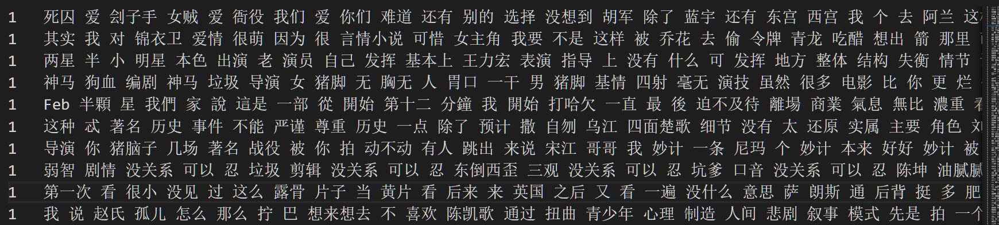 1 死囚 爱 刽子手 女贼 爱 衙役 我们 爱 你们 难道 还有 别的 选择 没想到 胡军 除了 蓝宇 还有 东宫 西宫 我 个 去 阿兰
1 其实 我 对 锦衣卫 爱情 很萌 因为 很 言情小说 可惜 女主角 我要 不是 这样 被 乔花 去 偷 令牌 青龙 吃醋 想出 箭 那里
1 两星 半 小 明星 本色 出演 老 演员 自己 发挥 基本上 王力宏 表演 指导 上 没有 什么 可 发挥 地方 整体 结构 失衡 情节
1 神马 狗血 编剧 神马 垃圾 导演 女 猪脚 无 胸无 人 胃口 一干 男 猪脚 基情 四射 毫无 演技 虽然 很多 电影 比 你 更 烂
1 Feb 半颗 星 我們 家 說 這是 一部 從 開始 第十二 分鐘 我 開始 打哈欠 一直 最 後 迫不及待 離場 商業 氣息 無比 濃重
1 这种 忒 著名 历史 事件 不能 严谨 尊重 历史 一点 除了 预计 撒 自刎 乌江 四面楚歌 细节 没有 太 还原 实属 主要 角色
1 导演 你 猪脑子 几场 著名 战役 被 你 拍 动不动 有人 跳出 来说 宋江 哥哥 我 妙计 一条 尼玛 个 妙计 本来 好好 妙计 被
1 弱智 剧情 没关系 可以 忍 垃圾 剪辑 没关系 可以 忍 东倒西歪 三观 没关系 可以 忍 坑爹 口音 没关系 可以 忍 陈坤 油腻腻
1 第一次 看 很小 没见 过 这么 露骨 片子 当 黄片 看 后来 来 英国 之后 又 看 一遍 没什么 意思 萨 朗斯 通 后背 挺 多 肥
1 我 说 赵氏 孤儿 怎么 那么 拧 巴 想来想去 不 喜欢 陈凯歌 通过 扭曲 青少年 心理 制造 人间 悲剧 叙事 模式 先是 拍 一个